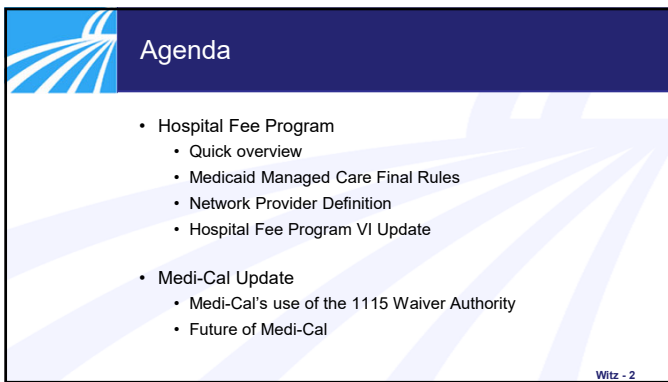 Agenda
• Hospital Fee Program
• Quick overview
• Medicaid Managed Care Final Rules
• Network Provider Definition
• Hospital Fee Program VI Update
• Medi-Cal Update
• Medi-Cal’s use of the 1115 Waiver Authority
• Future of Medi-Cal
Witz - 2